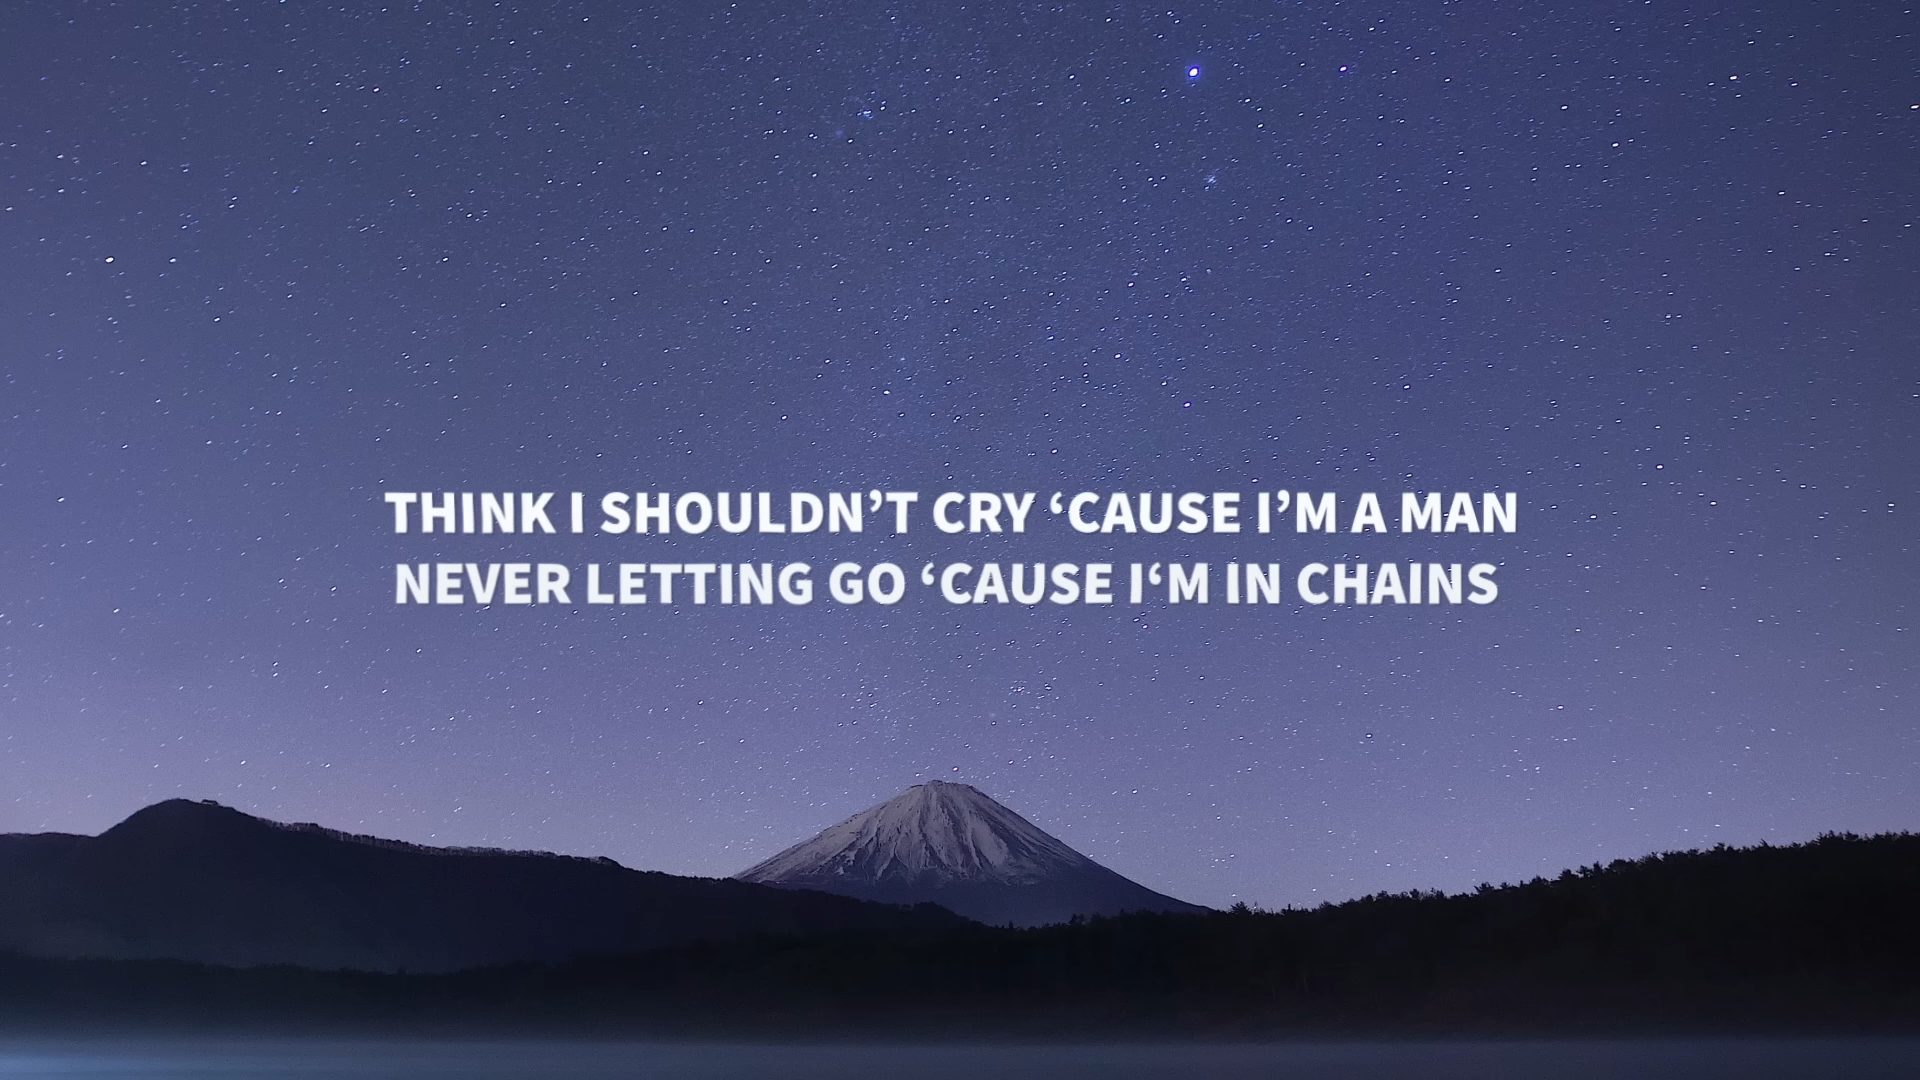 THINK I SHOULDN’T CRY ‘CAUSE I’M A MAN
NEVER LETTING GO ‘CAUSE I‘M IN CHAINS